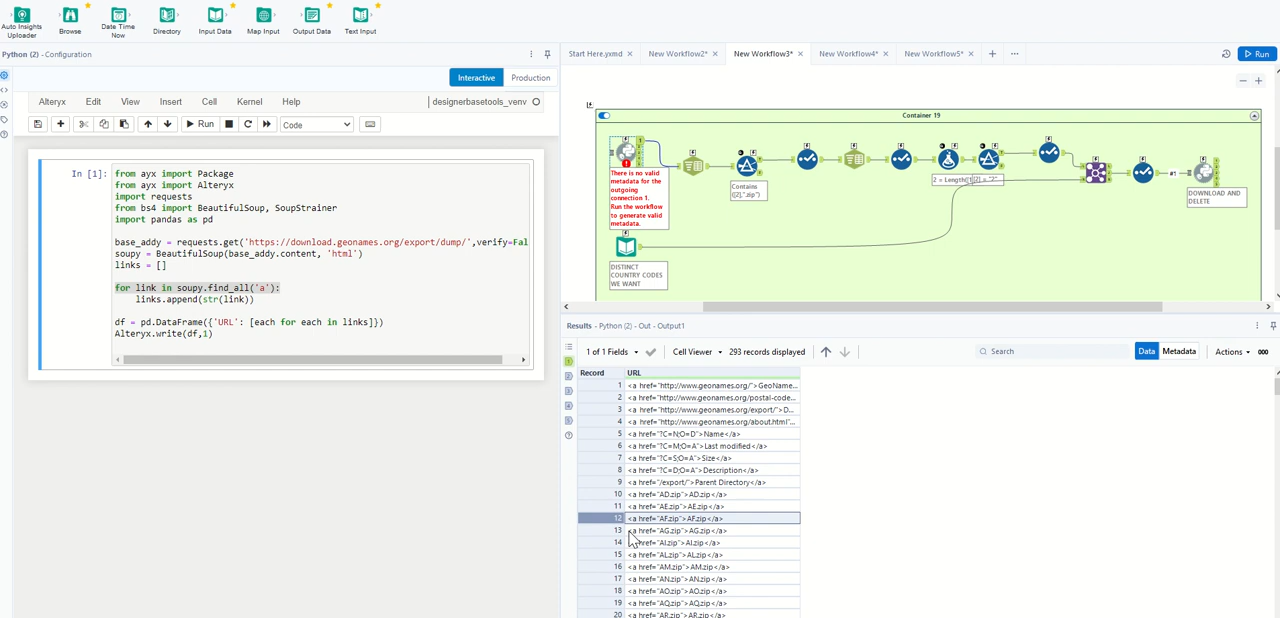 Auto Insights
Uploader
Browse
Date Time
Now
Directory
Input Data
Map Input
Output Data
Text Input
Python (2) - Configuration
Start Here.yxmd
New Workflow2*
New Workflow3*
New Workflow4*
New Workflow5*
Run
Interactive
Production
Alteryx
Edit
View
Insert
Cell
Kernel
Help
designerbasetools_venv
Run
Code
In [1]:
from ayx import Package
from ayx import Alteryx
import requests
from bs4 import BeautifulSoup, SoupStrainer
import pandas as pd
base_addy = requests.get('https://download.geonames.org/export/dump/',verify=Fal
soupy = BeautifulSoup(base_addy.content, 'html')
links = []
for link in soupy.find_all('a'):
links.append(str(link))
df = pd.DataFrame({'URL': [each for each in links]})
Alteryx.write(df,1)
Container 19
There is no valid
metadata for the
outgoing
connection 1.
Run the workflow
to generate valid
metadata.
Contains
([2],".zip")
2 = Length([1][2] = "2"
#1
DOWNLOAD AND
DELETE
DISTINCT
COUNTRY CODES
WE WANT
Results - Python (2) - Out - Output1
1 of 1 Fields
Cell Viewer
293 records displayed
Search
Data
Metadata
Actions
000
Record
URL
1 <a href="http://www.geonames.org/">GeoName...
2 <a href="http://www.geonames.org/postal-code...
3 <a href="http://www.geonames.org/export/">D...
4 <a href="http://www.geonames.org/about.html"...
5 <a href="?C=N;O=D">Name</a>
6 <a href="?C=M;O=A">Last modified</a>
7 <a href="?C=S;O=A">Size</a>
8 <a href="?C=D;O=A">Description</a>
9 <a href="/export/">Parent Directory</a>
10 <a href="AD.zip">AD.zip</a>
11 <a href="AE.zip">AE.zip</a>
12 <a href="AF.zip">AF.zip</a>
13 <a href="AG.zip">AG.zip</a>
14 <a href="AI.zip">AI.zip</a>
15 <a href="AL.zip">AL.zip</a>
16 <a href="AM.zip">AM.zip</a>
17 <a href="AN.zip">AN.zip</a>
18 <a href="AO.zip">AO.zip</a>
19 <a href="AQ.zip">AQ.zip</a>
20 <a href="AR.zip">AR.zip</a>